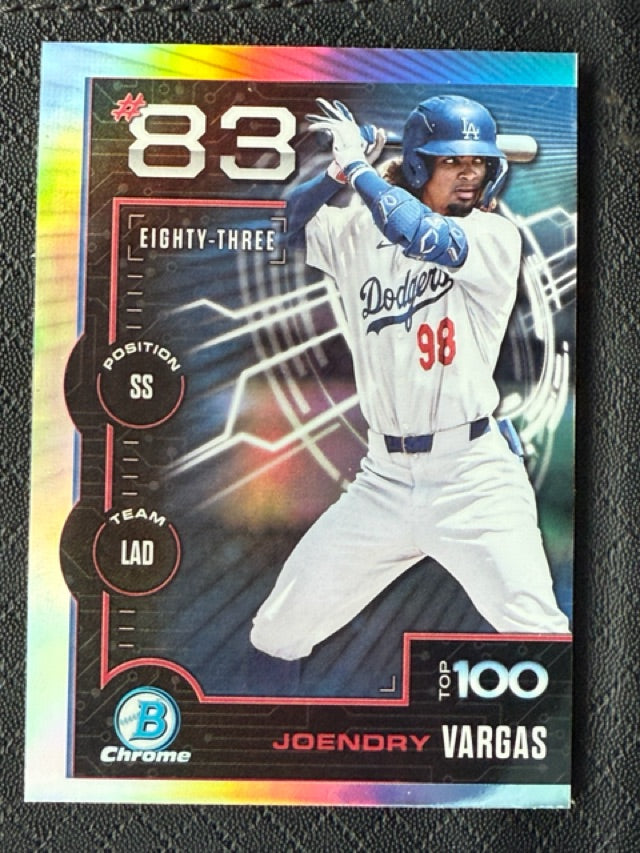 #83
EIGHTY-THREE
LA
Dodgers
98
POSITION
SS
TEAM
LAD
TOP 100
B
Chrome
JOENDRY VARGAS